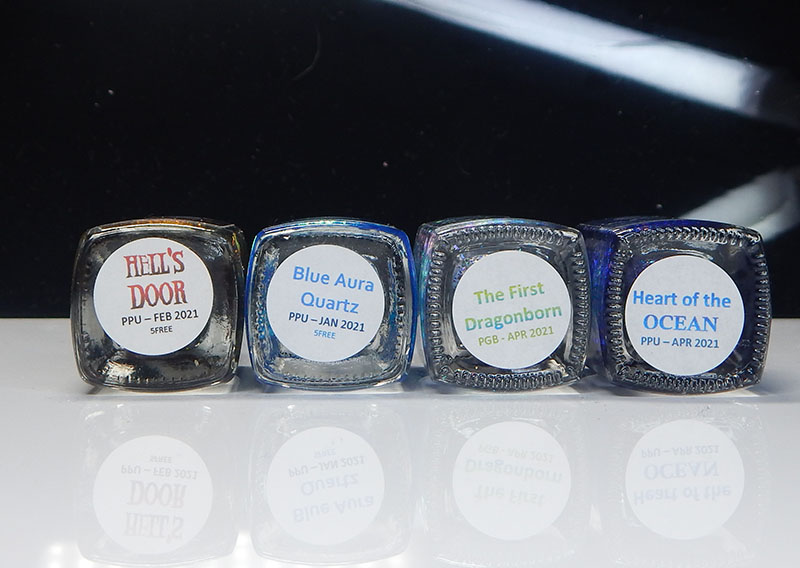 HELL'S
DOOR
PPU – FEB 2021
5FREE
Blue Aura
Quartz
PPU – JAN 2021
5FREE
The First
Dragonborn
PGB - APR 2021
Heart of the
OCEAN
PPU – APR 2021